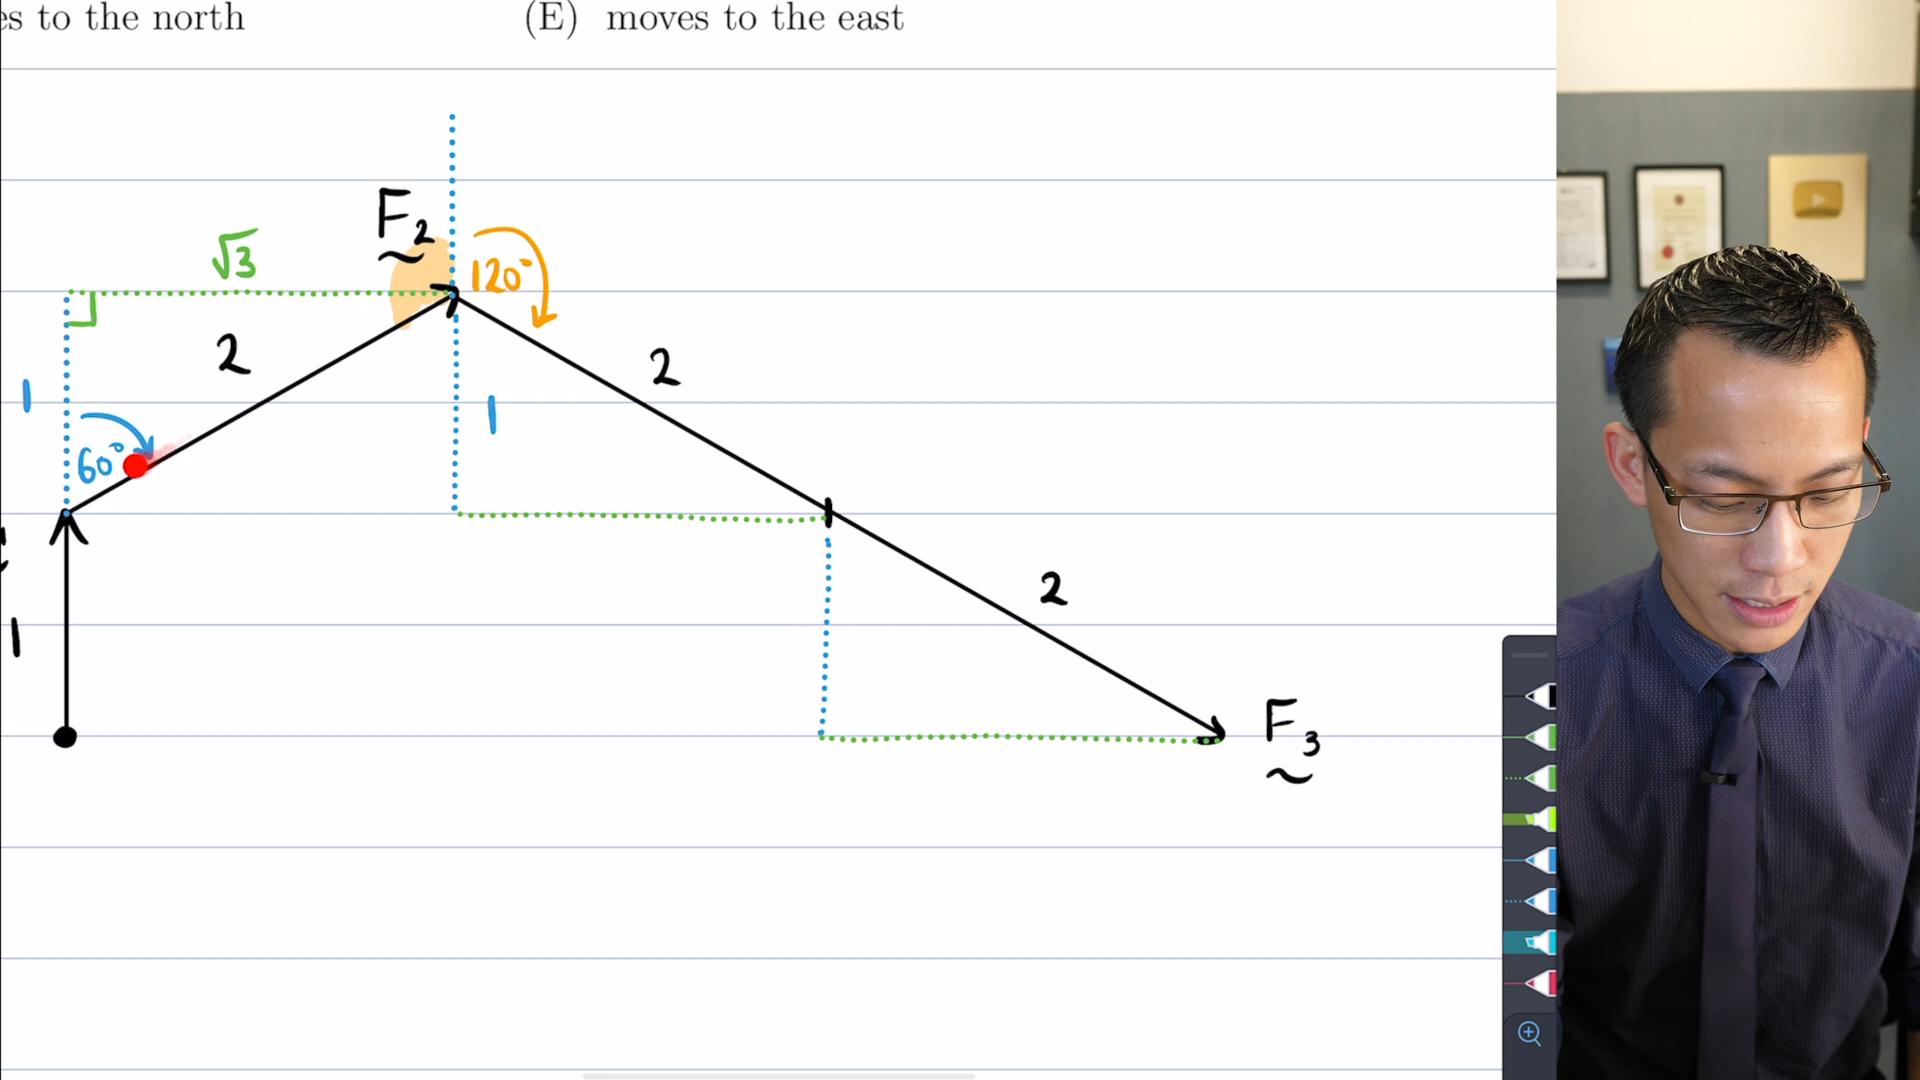 es to the north
(E) moves to the east
F₂
√3
120°
2
2
1
1
60°
2
1
F₃